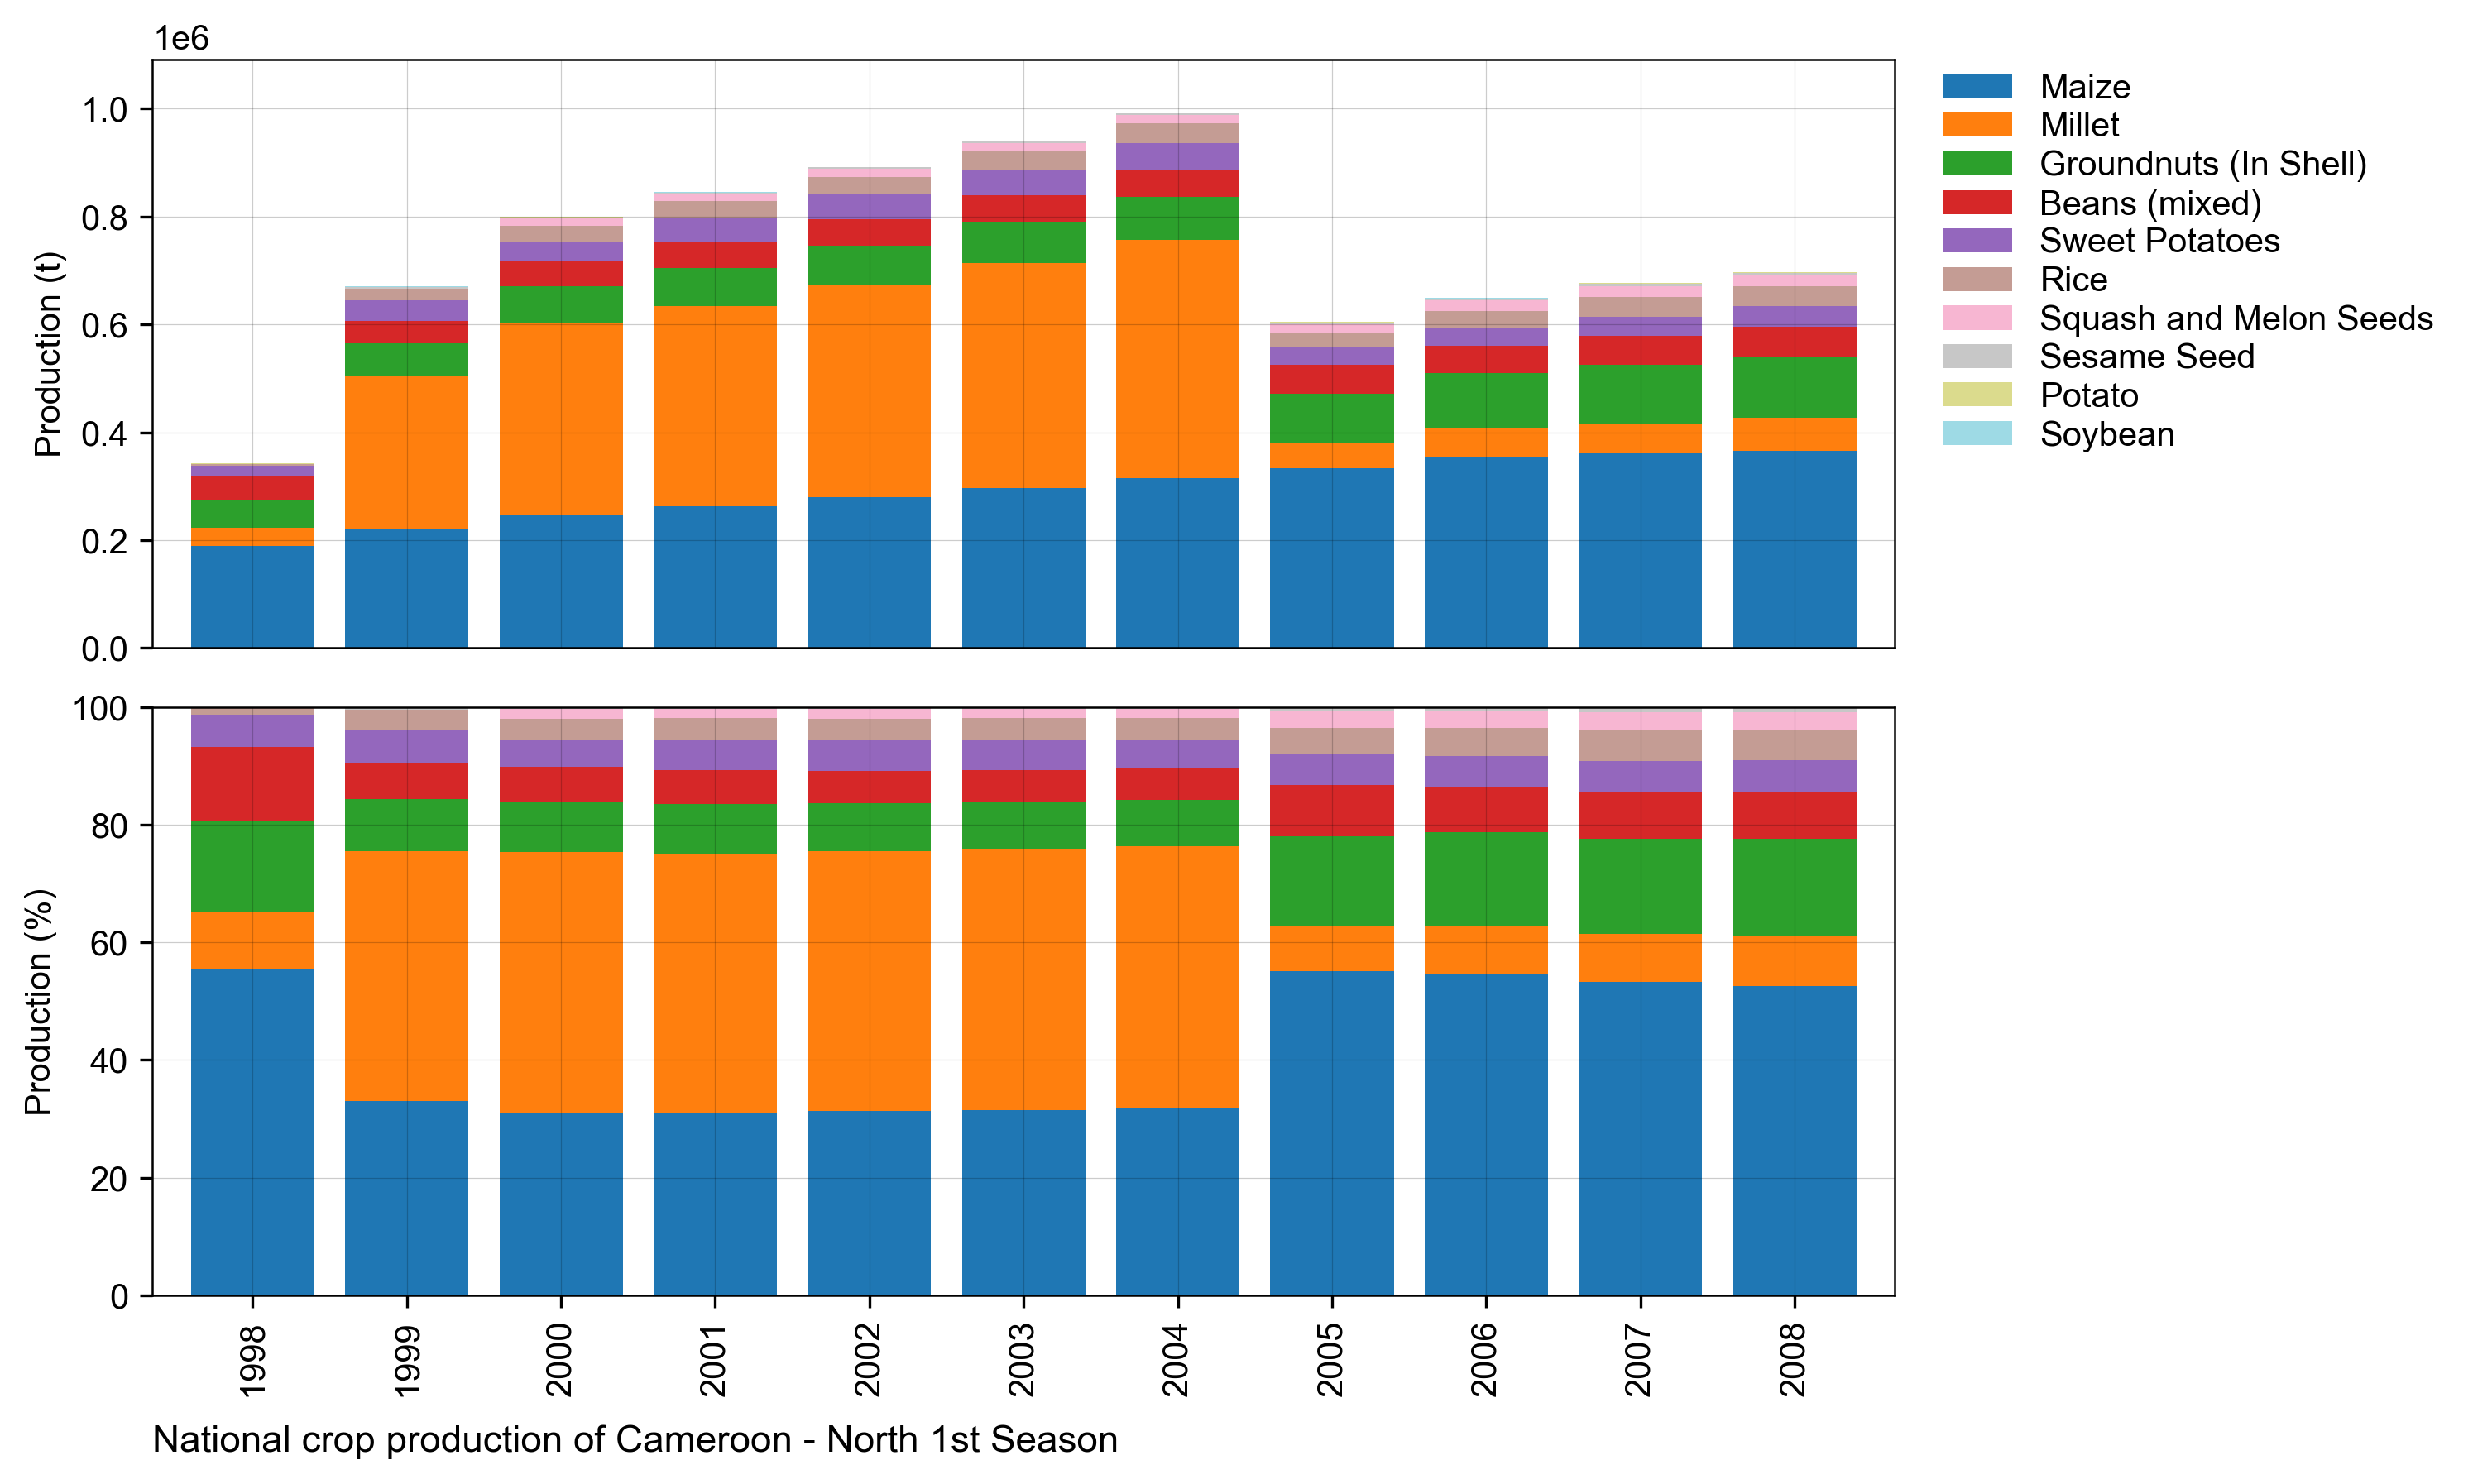 1e6
1.0
0.8
0.6
0.4
0.2
0.0
Production (t)
Maize
Millet
Groundnuts (In Shell)
Beans (mixed)
Sweet Potatoes
Rice
Squash and Melon Seeds
Sesame Seed
Potato
Soybean
100
80
60
40
20
0
Production (%)
1998
1999
2000
2001
2002
2003
2004
2005
2006
2007
2008
National crop production of Cameroon - North 1st Season